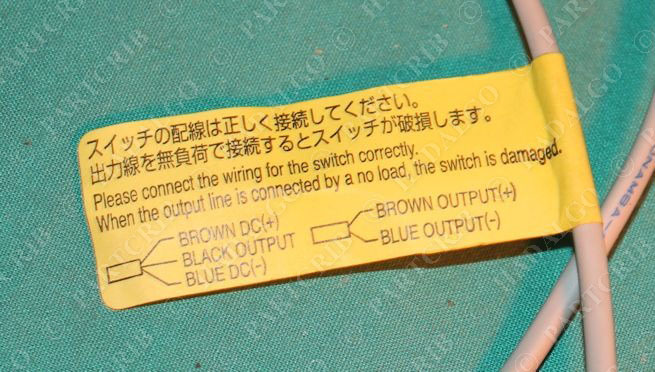 スイッチの配線は正しく接続してください。
出力線を無負荷で接続するとスイッチが破損します。
Please connect the wiring for the switch correctly.
When the output line is connected by a no load, the switch is damaged.
BROWN DC(+)
BLACK OUTPUT
BLUE DC(-)
BROWN OUTPUT(+)
BLUE OUTPUT(-)
NUNAMBA
PARTCRIB © HADALGO